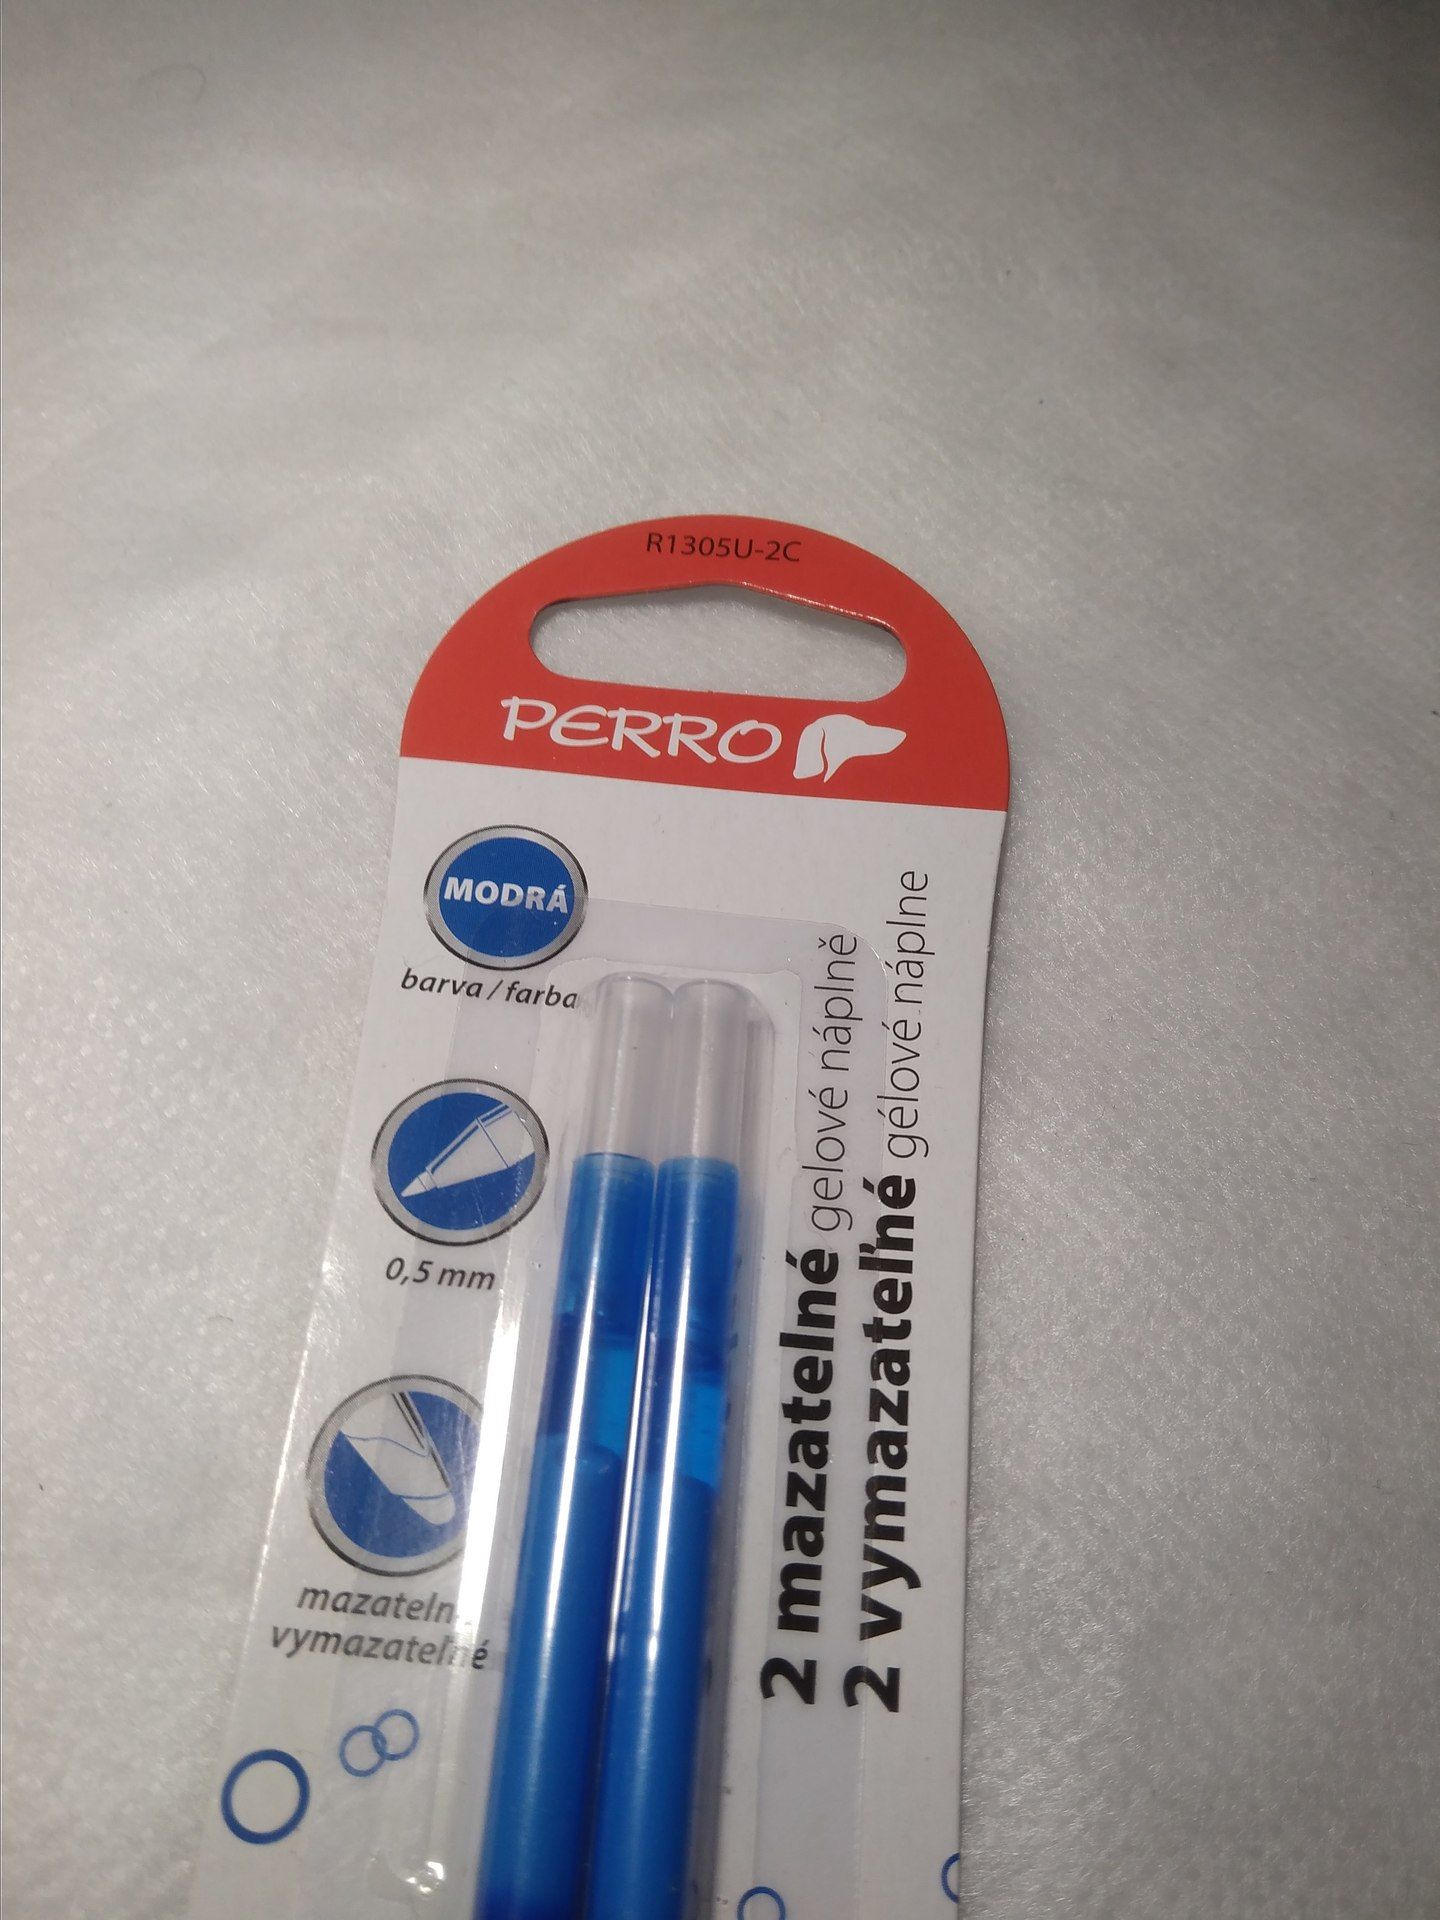 R1305U-2C
PERRO
MODRÁ
barva / farba
0,5 mm
vymazateľné
2 mazatelné gelové náplně
2 vymazateľné gélové náplne